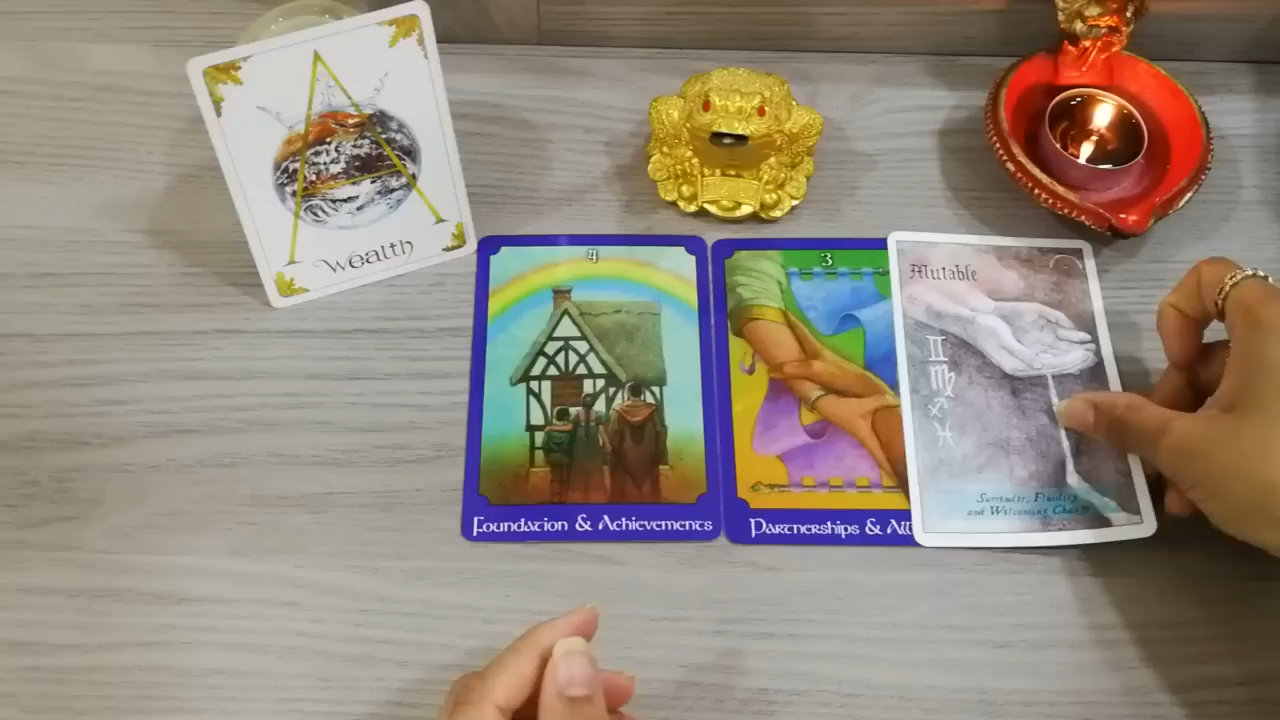 A
Wealth
4
Foundation & Achievements
3
Partnerships & All
Mutable
♊
♍
♐
♓
Surrender, Fluidity
and Welcoming Change